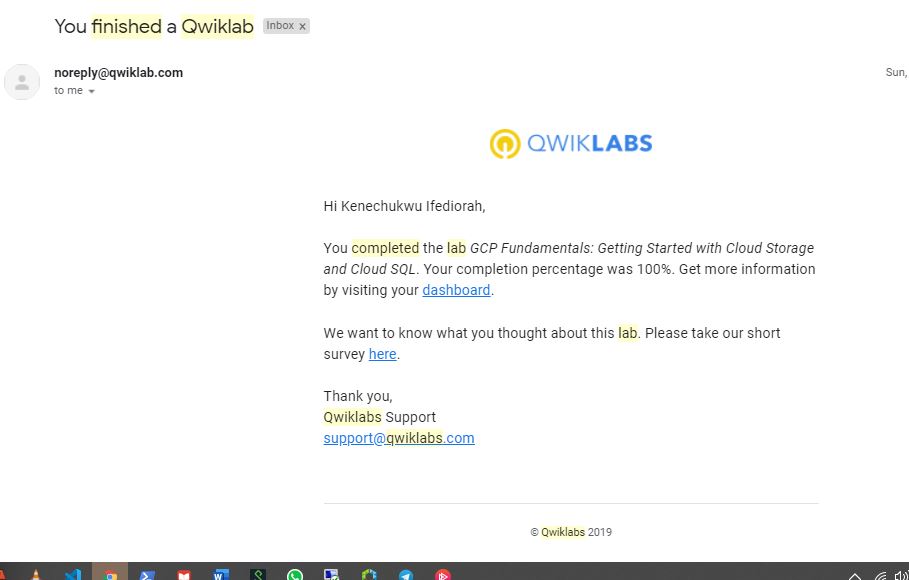 You finished a Qwiklab Inbox x
noreply@qwiklab.com
Sun,
to me
QWIKLABS
Hi Kenechukwu Ifediorah,
You completed the lab GCP Fundamentals: Getting Started with Cloud Storage
and Cloud SQL. Your completion percentage was 100%. Get more information
by visiting your dashboard.
We want to know what you thought about this lab. Please take our short
survey here.
Thank you,
Qwiklabs Support
support@qwiklabs.com
© Qwiklabs 2019